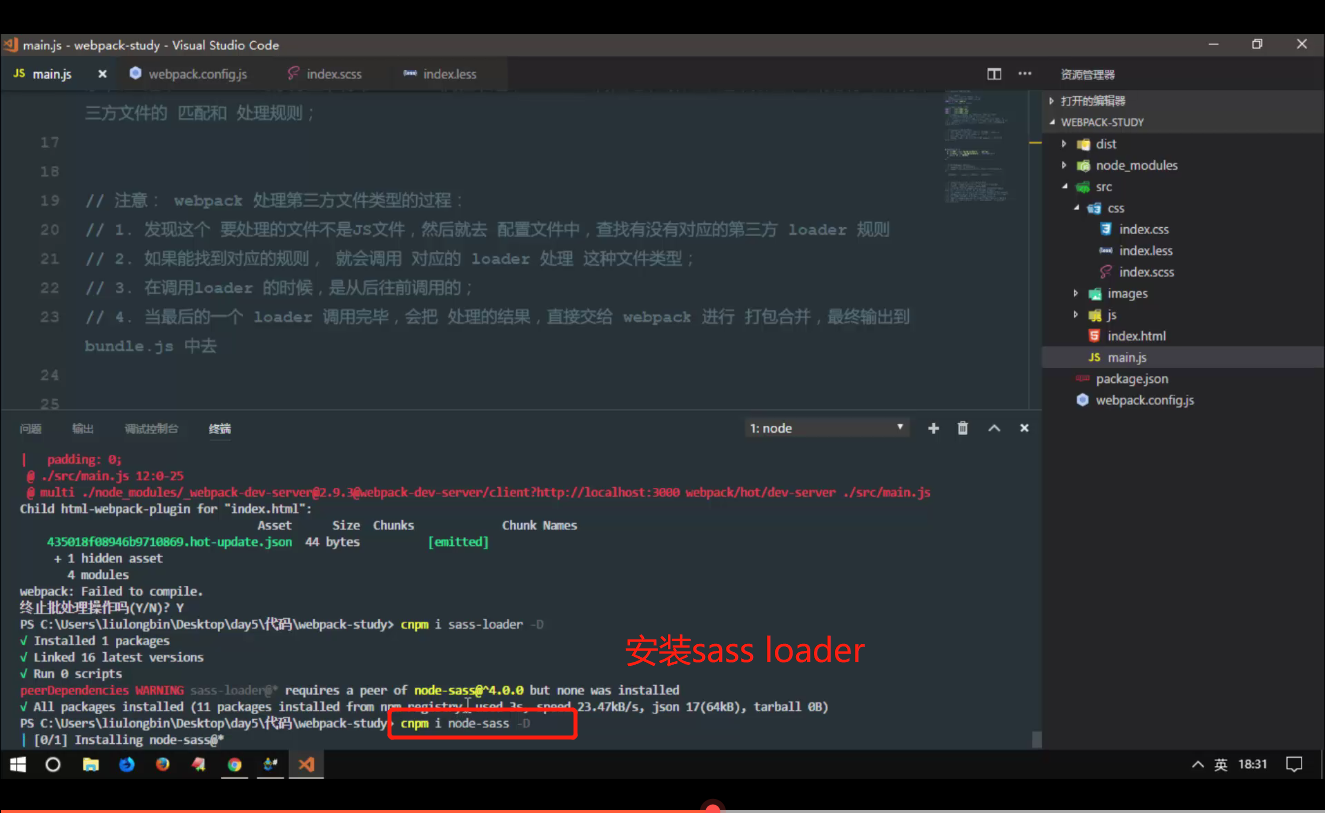 main.js - webpack-study - Visual Studio Code
JS main.js × webpack.config.js index.scss index.less
三方文件的 匹配和 处理规则；
17
18
19 // 注意： webpack 处理第三方文件类型的过程：
20 // 1. 发现这个 要处理的文件不是JS文件，然后就去 配置文件中，查找有没有对应的第三方 loader 规则
21 // 2. 如果能找到对应的规则， 就会调用 对应的 loader 处理 这种文件类型；
22 // 3. 在调用loader 的时候，是从后往前调用的；
23 // 4. 当最后的一个 loader 调用完毕，会把 处理的结果，直接交给 webpack 进行 打包合并，最终输出到
bundle.js 中去
24
25
资源管理器
打开的编辑器
WEBPACK-STUDY
dist
node_modules
src
css
index.css
index.less
index.scss
images
js
index.html
JS main.js
package.json
webpack.config.js
问题 输出 调试控制台 终端 1: node
|   padding: 0;
@ ./src/main.js 12:0-25
@ multi ./node_modules/_webpack-dev-server@2.9.3@webpack-dev-server/client?http://localhost:3000 webpack/hot/dev-server ./src/main.js
Child html-webpack-plugin for "index.html":
Asset Size Chunks Chunk Names
435018f08946b9710869.hot-update.json 44 bytes [emitted]
+ 1 hidden asset
4 modules
webpack: Failed to compile.
终止批处理操作吗(Y/N)? Y
PS C:\Users\liulongbin\Desktop\day5\代码\webpack-study> cnpm i sass-loader -D
√ Installed 1 packages
√ Linked 16 latest versions
√ Run 0 scripts
peerDependencies WARNING sass-loader@* requires a peer of node-sass@^4.0.0 but none was installed
√ All packages installed (11 packages installed from npm registry, used 3s, speed 23.47kB/s, json 17(64kB), tarball 0B)
PS C:\Users\liulongbin\Desktop\day5\代码\webpack-study> cnpm i node-sass -D
| [0/1] Installing node-sass@*
安装sass loader
英 18:31